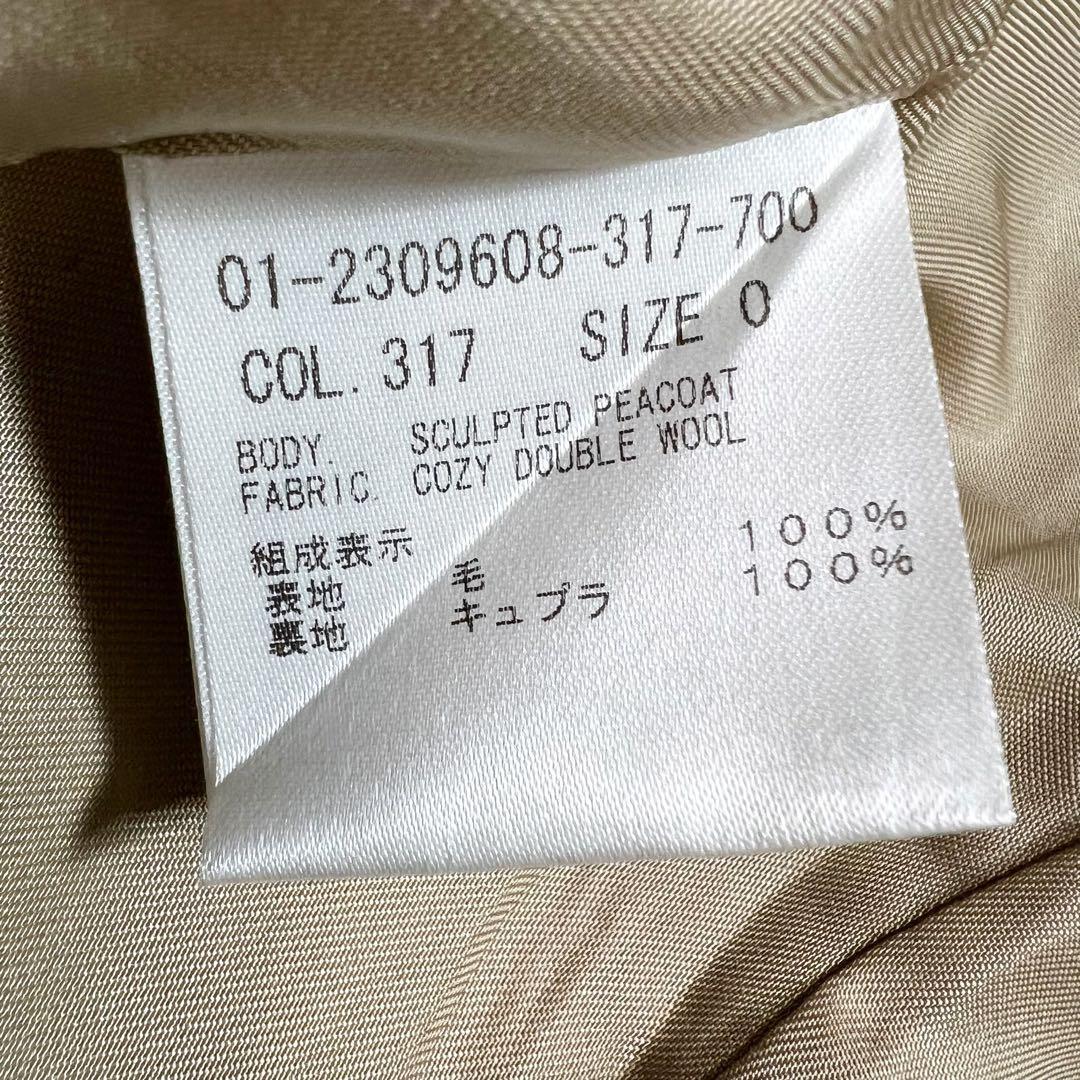 01-2309608-317-700
COL. 317 SIZE 0
BODY. SCULPTED PEACOAT
FABRIC. COZY DOUBLE WOOL
組成表示
表地 毛 100%
裏地 キュプラ 100%